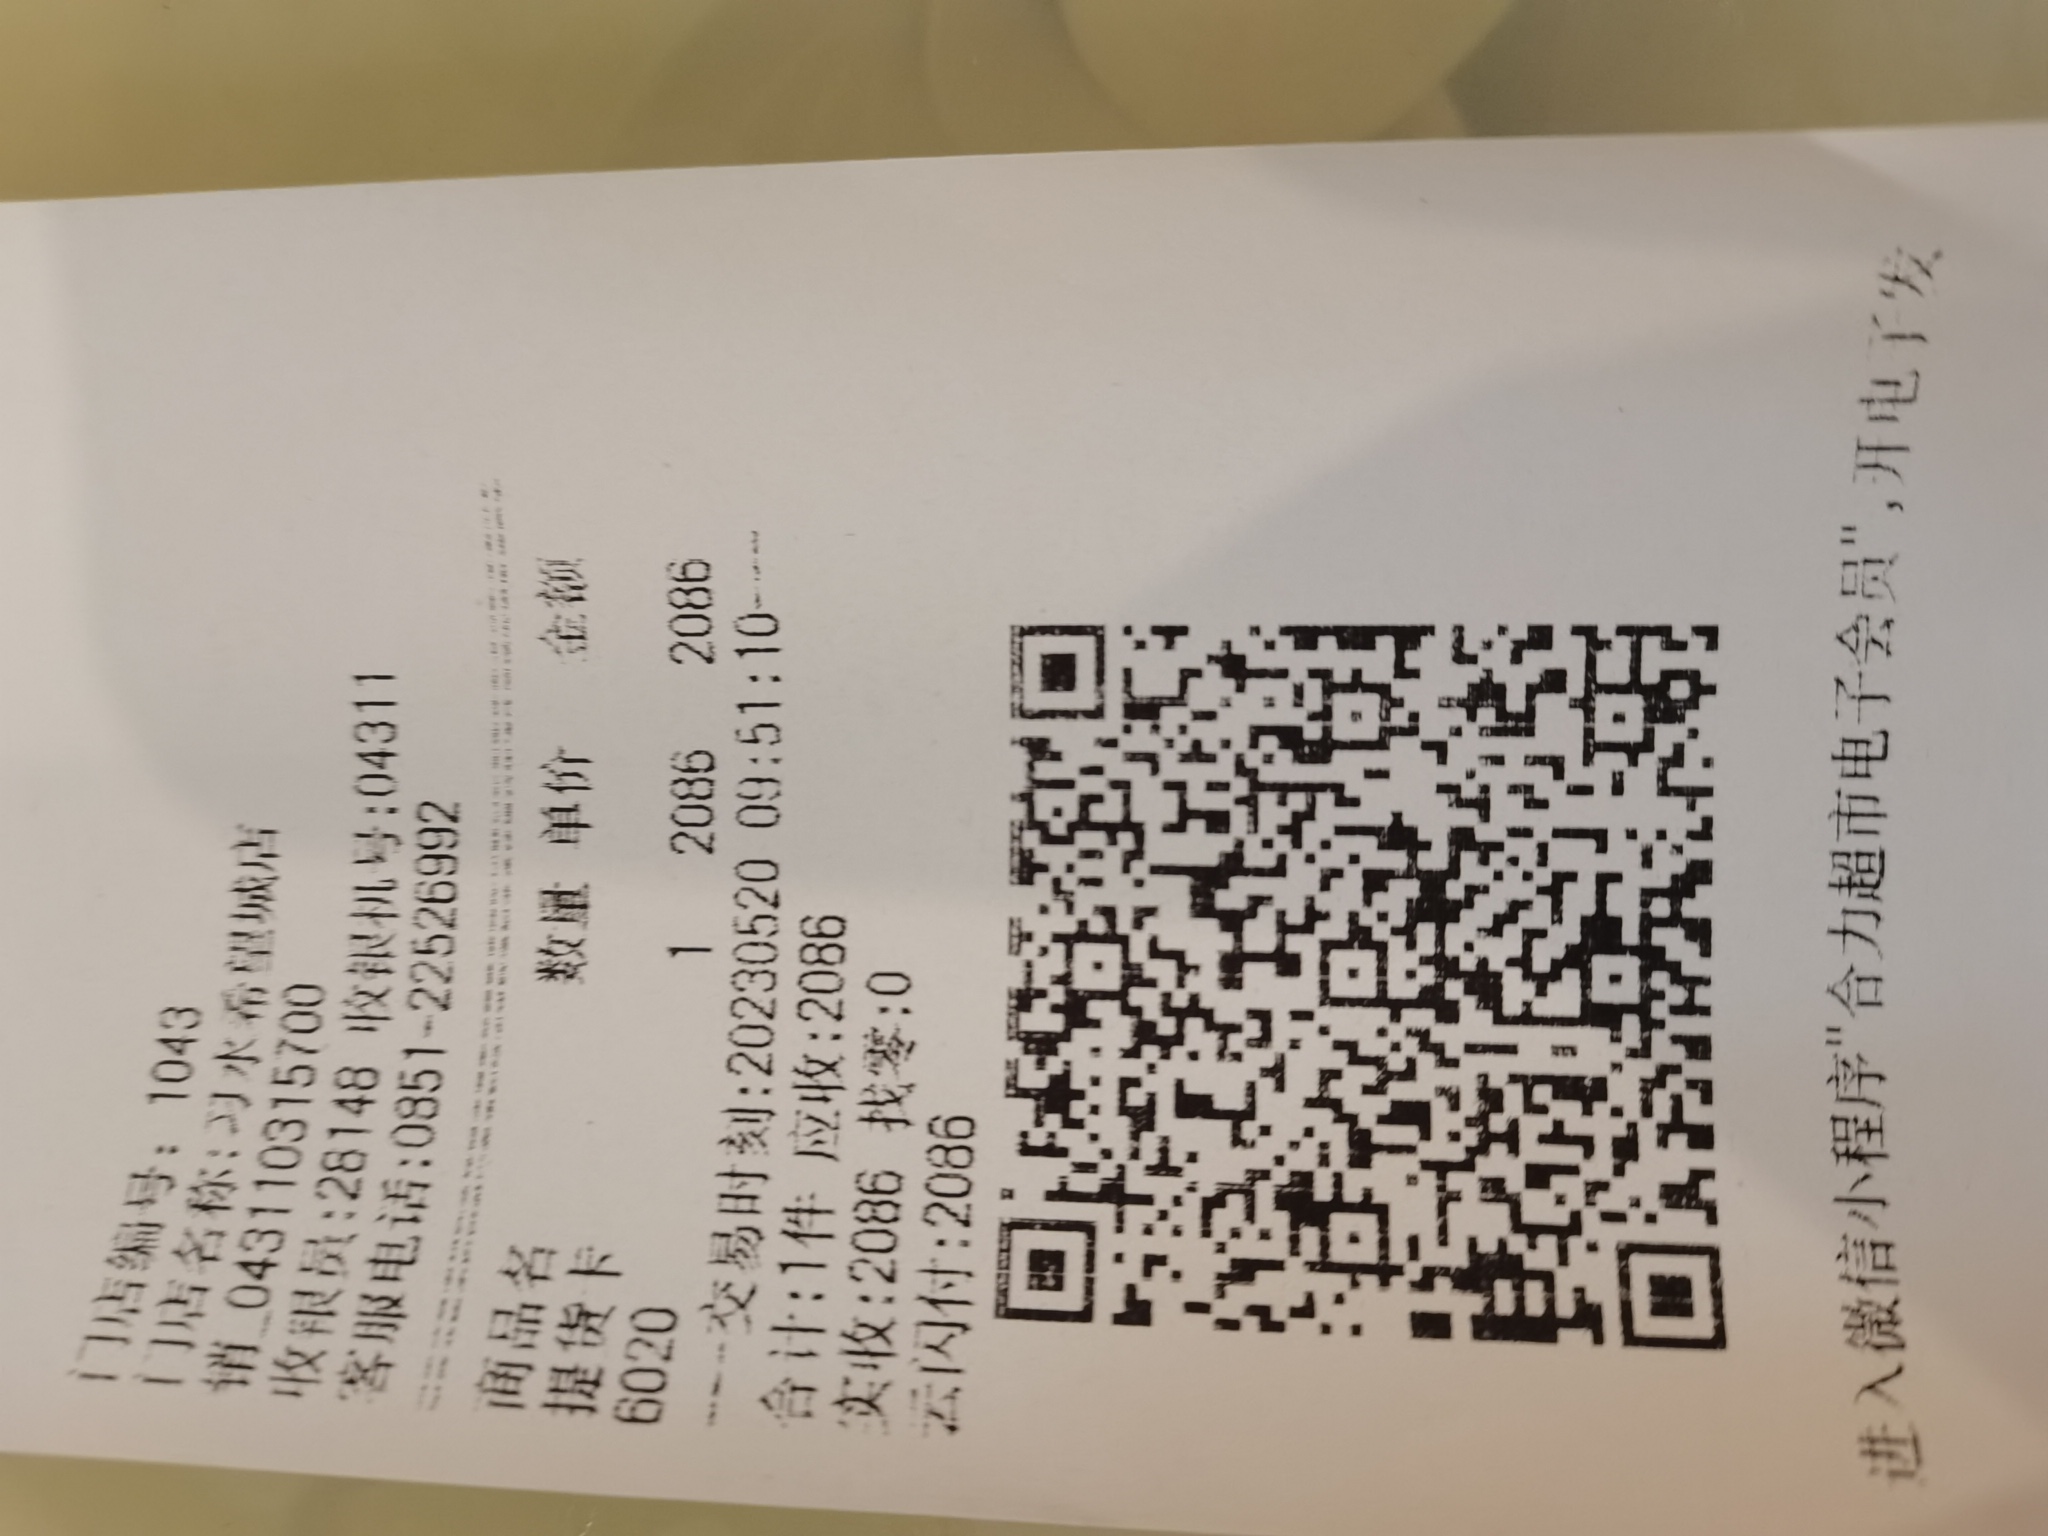 门店编号: 1043
门店名称:习水希望城店
销_04311031５700
收银员:28148 收银机号:04311
客服电话:0851-22526992
商品名 数量 单价 金额
提货卡
6020 1 2086 2086
----交易时刻:20230520 09:51:10----
合计:1件 应收:2086
实收:2086 找零:0
云闪付:2086
进入微信小程序"合力超市电子会员",开电子发